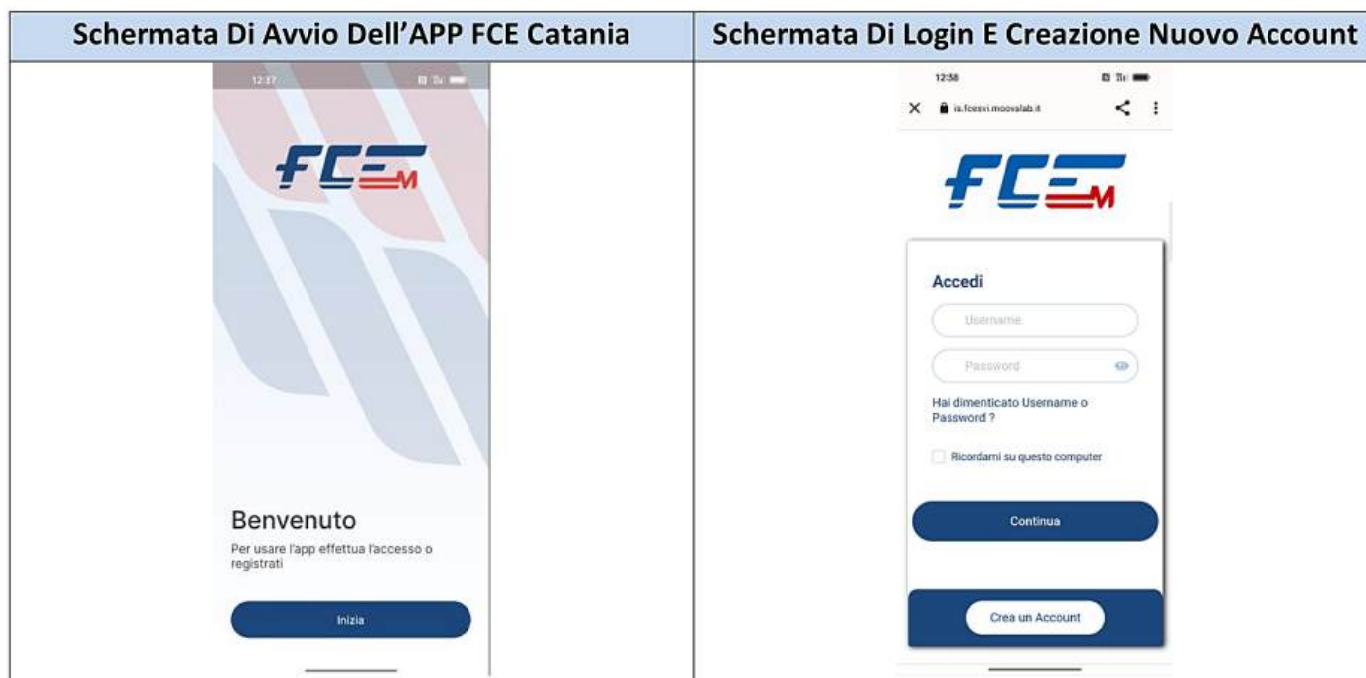 Schermata Di Avvio Dell'APP FCE Catania
12:37
FCE M
Benvenuto
Per usare l'app effettua l'accesso o
registrati
Inizia
Schermata Di Login E Creazione Nuovo Account
12:58
is.fcesvi.moovalab.it
FCE M
Accedi
Username
Password
Hai dimenticato Username o
Password ?
Ricordami su questo computer
Continua
Crea un Account